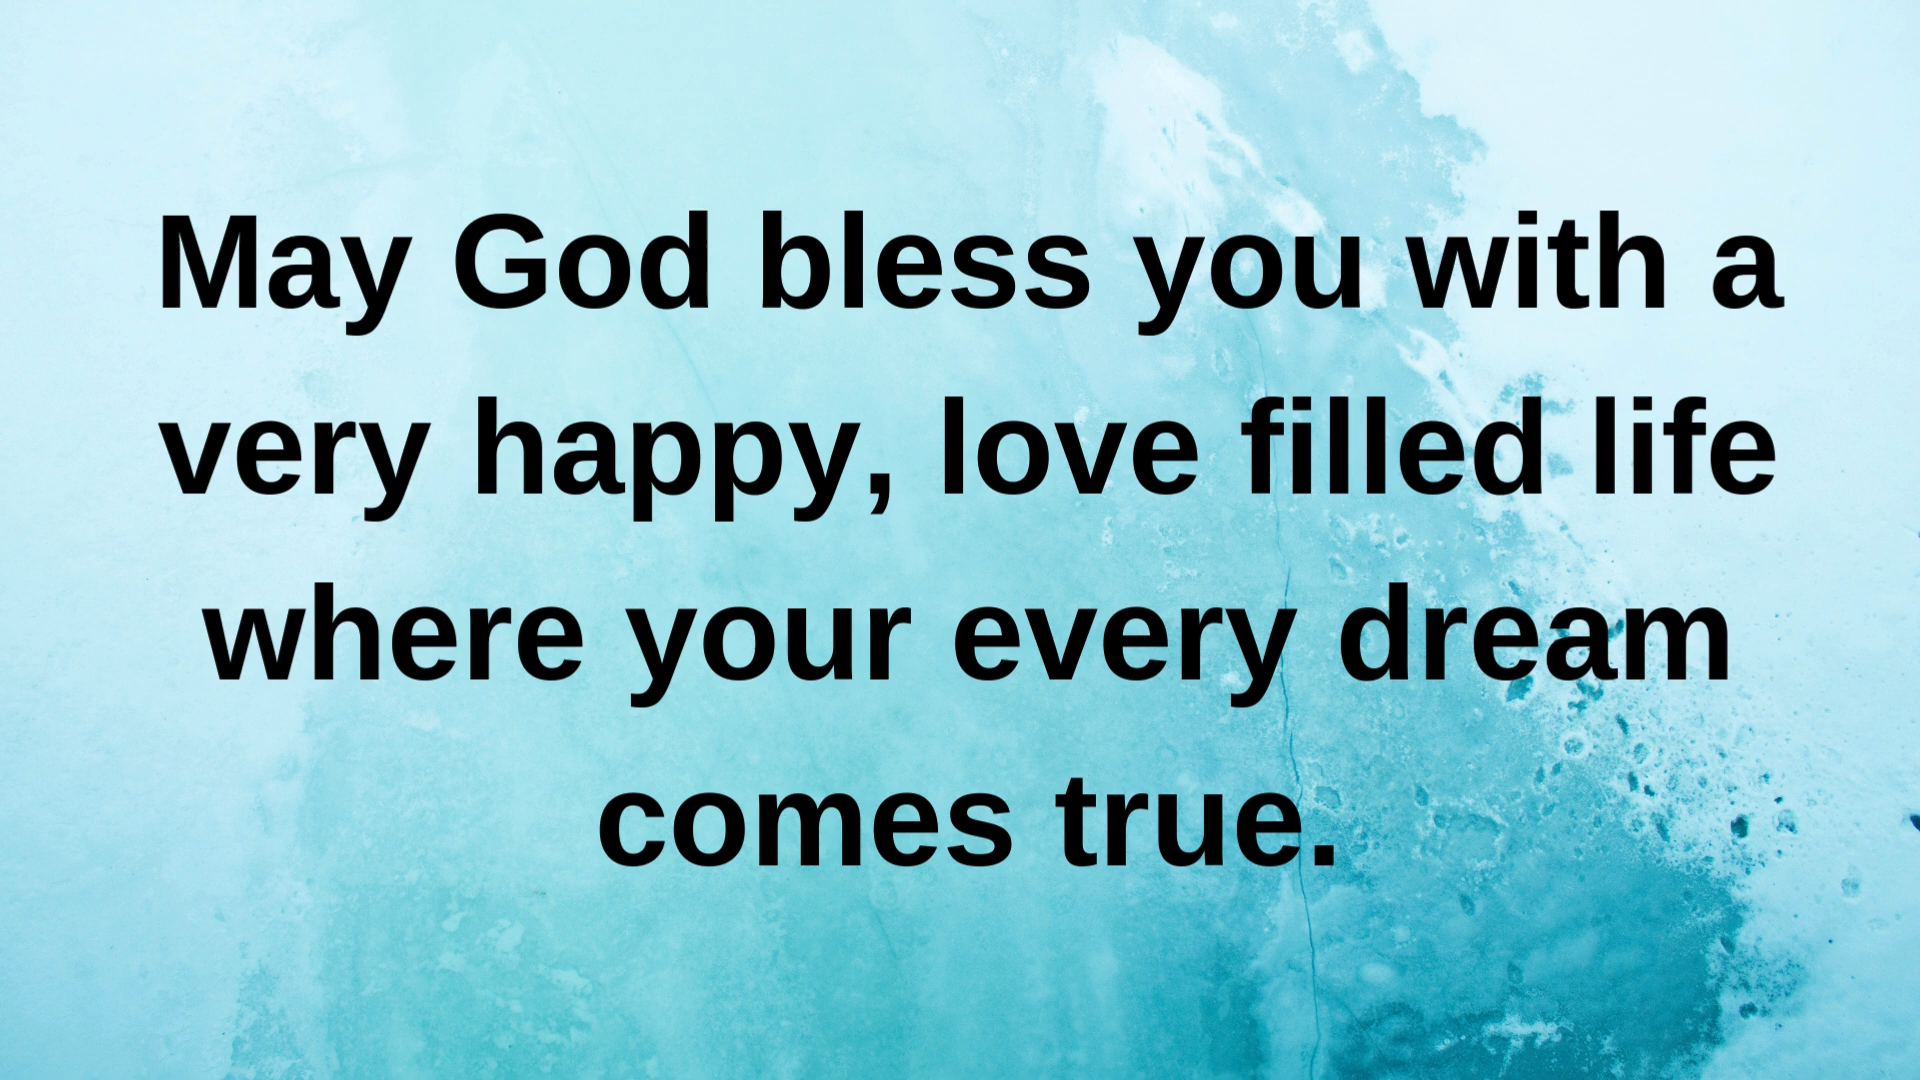 May God bless you with a
very happy, love filled life
where your every dream
comes true.